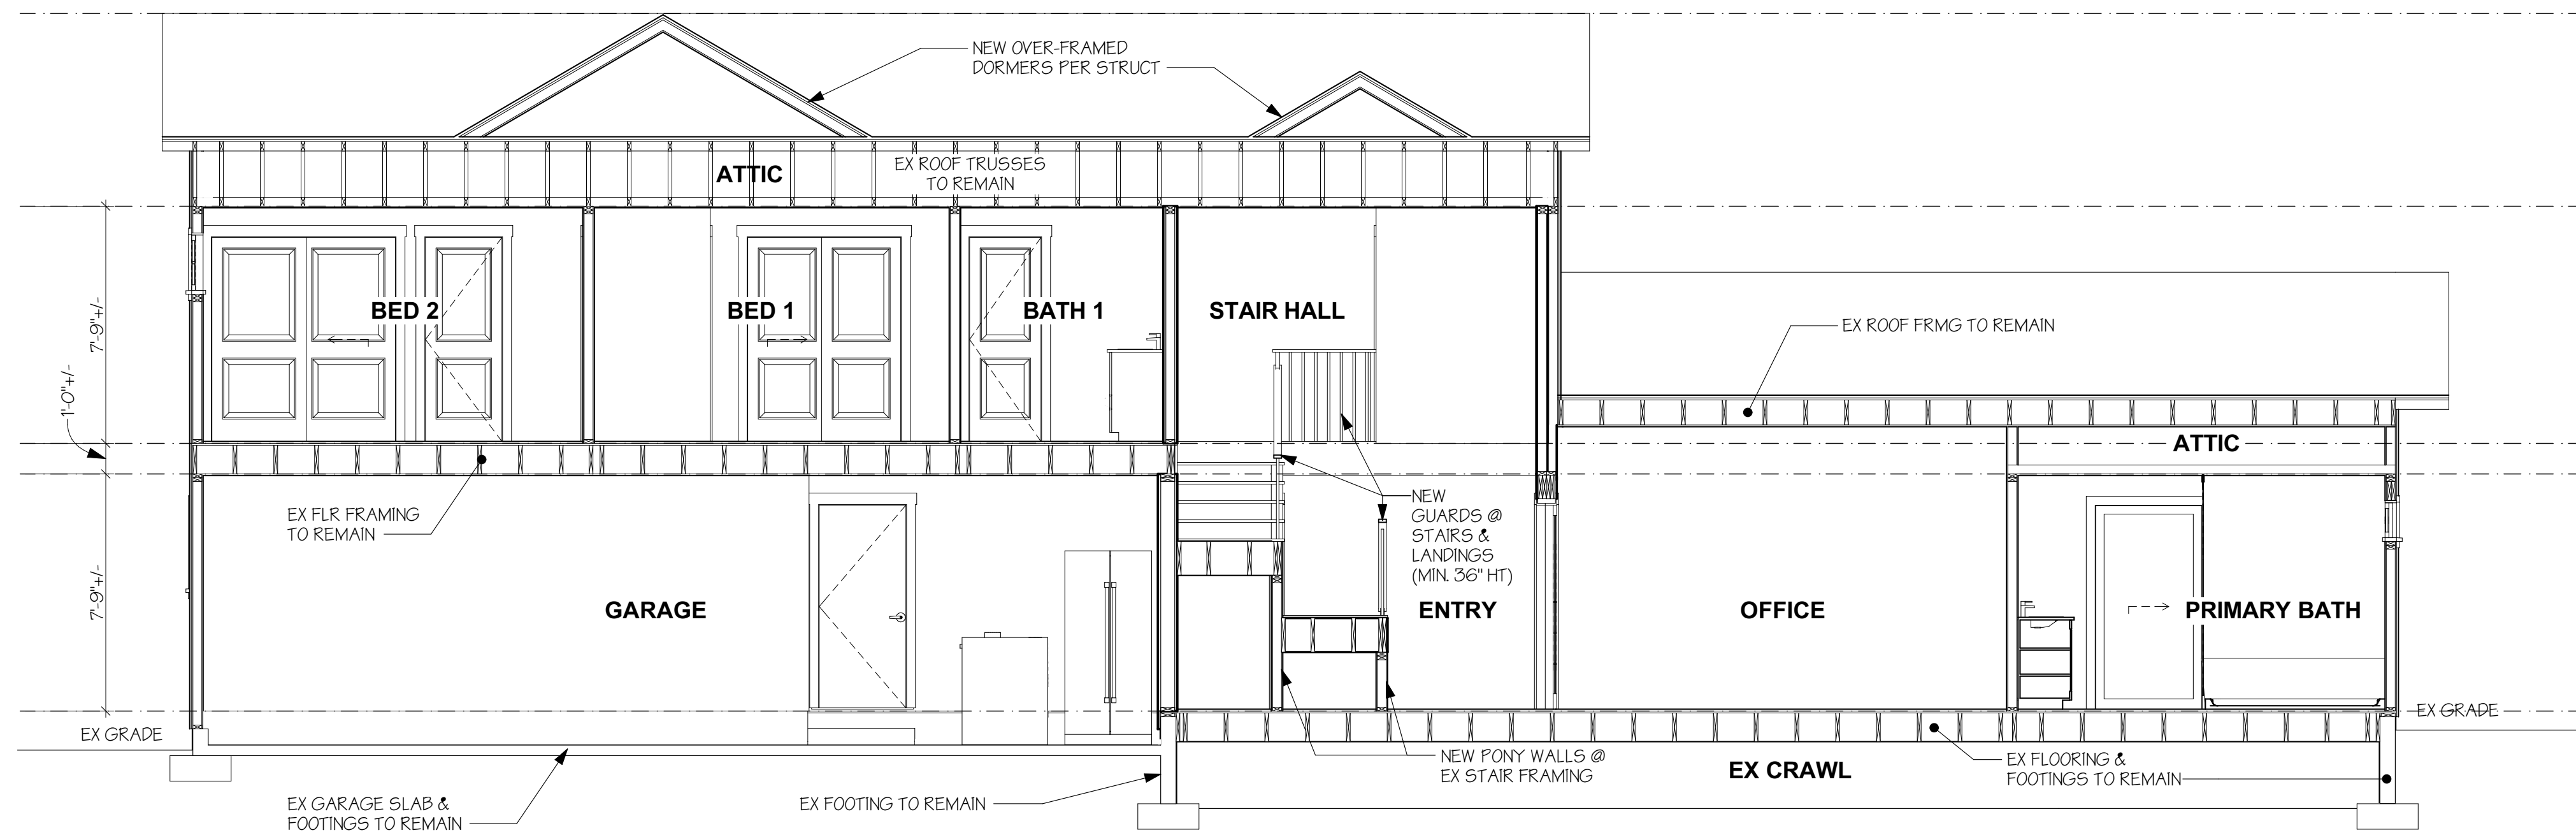 NEW OVER-FRAMED
DORMERS PER STRUCT
ATTIC
EX ROOF TRUSSES
TO REMAIN
7'-9"+/-
BED 2
BED 1
BATH 1
STAIR HALL
EX ROOF FRMG TO REMAIN
1'-0"+/-
ATTIC
EX FLR FRAMING
TO REMAIN
NEW
GUARDS @
STAIRS &
LANDINGS
(MIN. 36" HT)
7'-9"+/-
GARAGE
ENTRY
OFFICE
PRIMARY BATH
EX GRADE
EX GRADE
NEW PONY WALLS @
EX STAIR FRAMING
EX CRAWL
EX FLOORING &
FOOTINGS TO REMAIN
EX GARAGE SLAB &
FOOTINGS TO REMAIN
EX FOOTING TO REMAIN